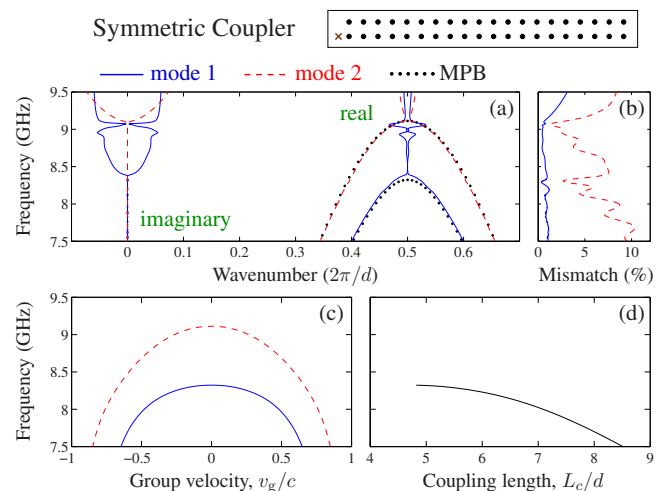 Symmetric Coupler
mode 1 mode 2 MPB
9.5
9
8.5
8
7.5
Frequency (GHz)
real
(a)
imaginary
0 0.1 0.2 0.3 0.4 0.5 0.6
Wavenumber (2π/d)
(b)
0 5 10
Mismatch (%)
9.5
9
8.5
8
7.5
Frequency (GHz)
(c)
−1 −0.5 0 0.5 1
Group velocity, v_g/c
(d)
4 5 6 7 8 9
Coupling length, L_c/d